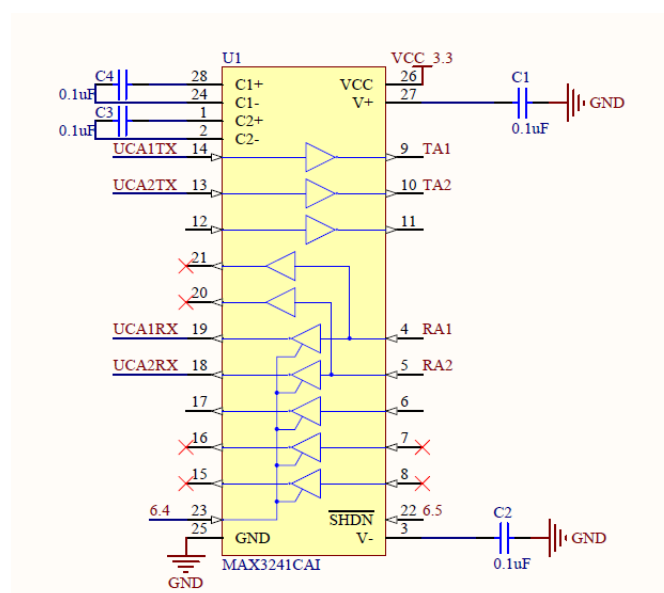 U1
VCC_3.3
C4
28
C1+
VCC
26
C1
0.1uF
24
C1-
V+
27
GND
C3
1
C2+
0.1uF
0.1uF
2
C2-
UCA1TX
14
9
TA1
UCA2TX
13
10
TA2
12
11
21
20
UCA1RX
19
4
RA1
UCA2RX
18
5
RA2
17
6
16
7
15
8
6.4
23
SHDN
22
6.5
C2
25
GND
V-
3
GND
MAX3241CAI
0.1uF
GND